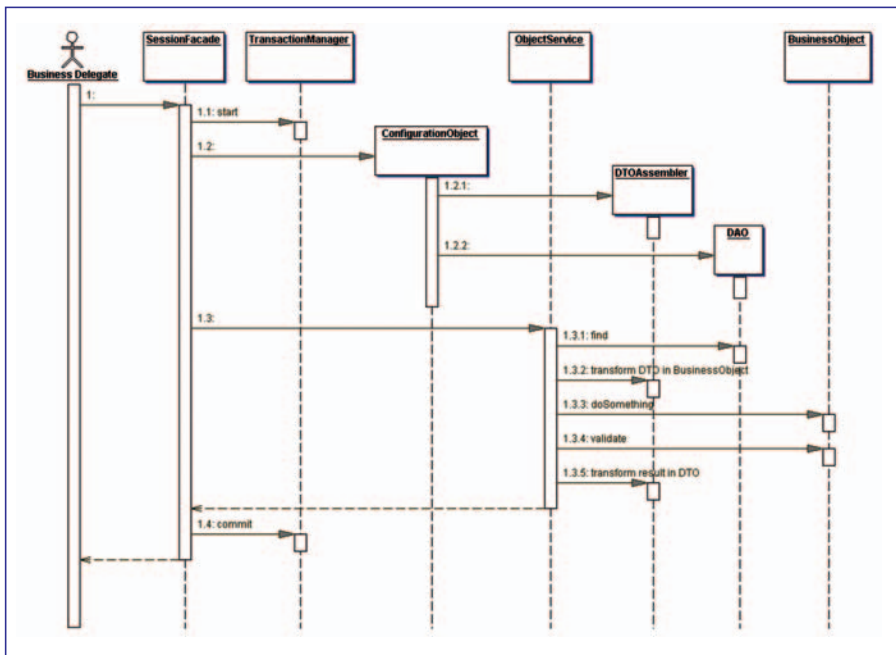 SessionFacade
TransactionManager
ObjectService
BusinessObject
Business Delegate
1:
1.1: start
1.2:
ConfigurationObject
1.2.1:
DTOAssembler
1.2.2:
DAO
1.3:
1.3.1: find
1.3.2: transform DTO in BusinessObject
1.3.3: doSomething
1.3.4: validate
1.3.5: transform result in DTO
1.4: commit